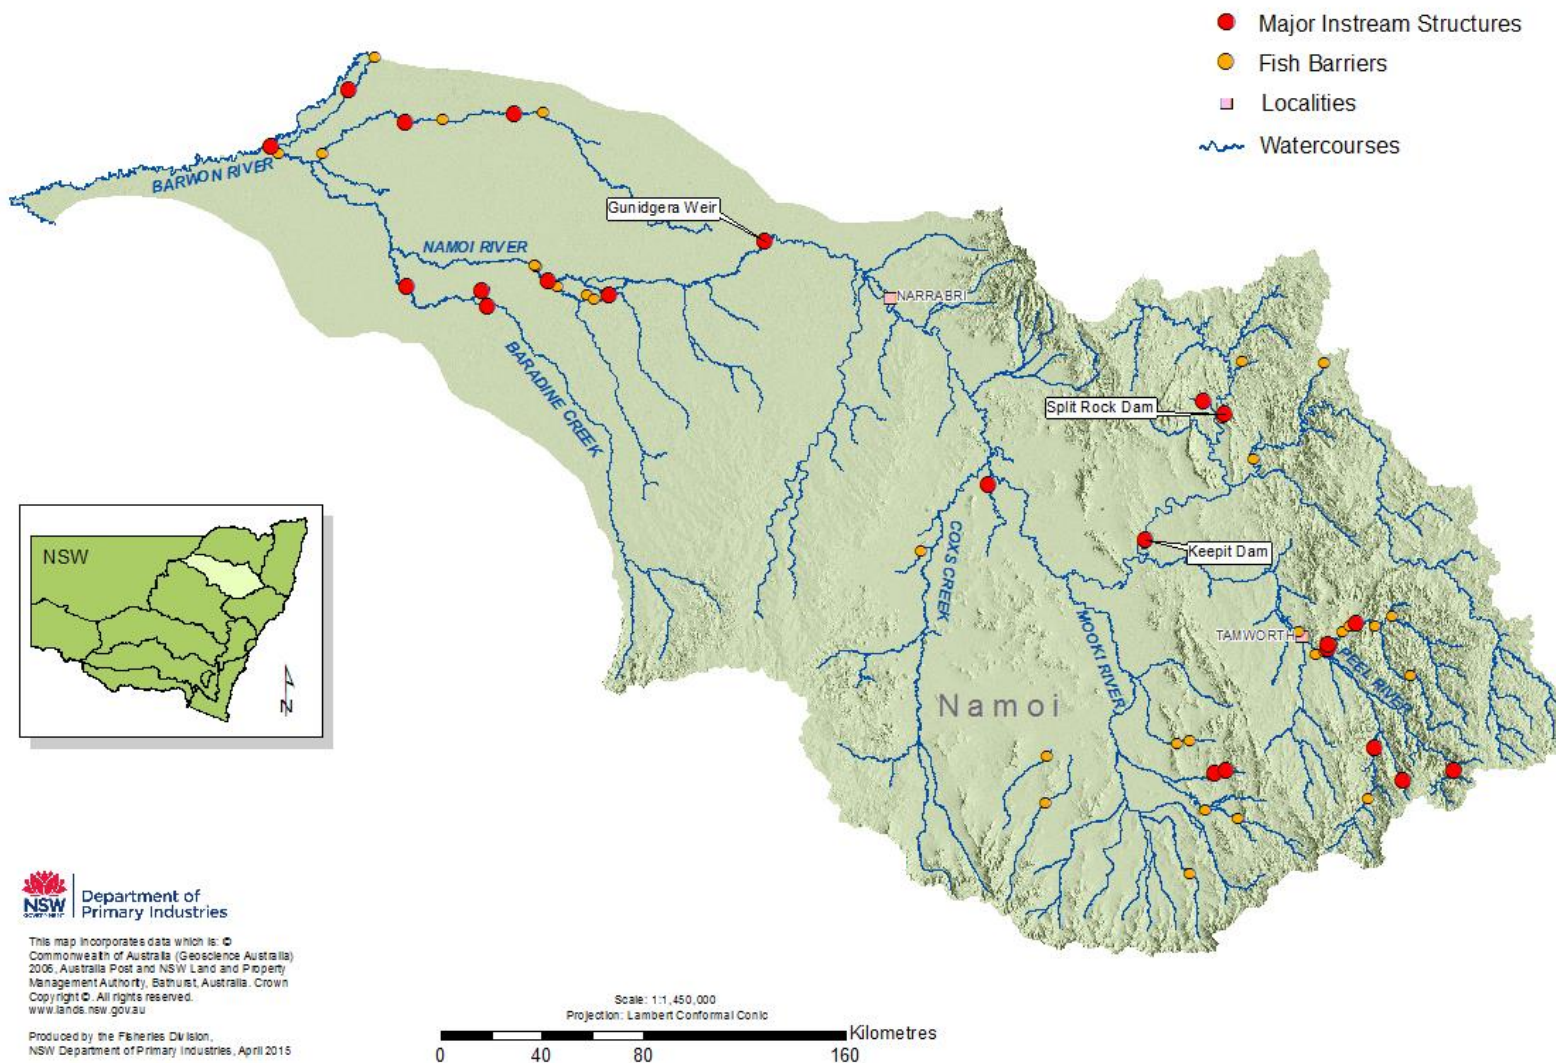 Major Instream Structures
Fish Barriers
Localities
Watercourses
BARWON RIVER
Gunidgera Weir
NAMOI RIVER
NARRABRI
BARADINE CREEK
Split Rock Dam
Keepit Dam
COXS CREEK
MOOKI RIVER
TAMWORTH
PEEL RIVER
Namoi
NSW
N
NSW
GOVERNMENT
Department of
Primary Industries
This map incorporates data which is: ©
Commonwealth of Australia (Geoscience Australia)
2006, Australia Post and NSW Land and Property
Management Authority, Bathurst, Australia. Crown
Copyright ©. All rights reserved.
www.lands.nsw.gov.au
Produced by the Fisheries Division,
NSW Department of Primary Industries, April 2015
Scale: 1:1,450,000
Projection: Lambert Conformal Conic
Kilometres
0 40 80 160